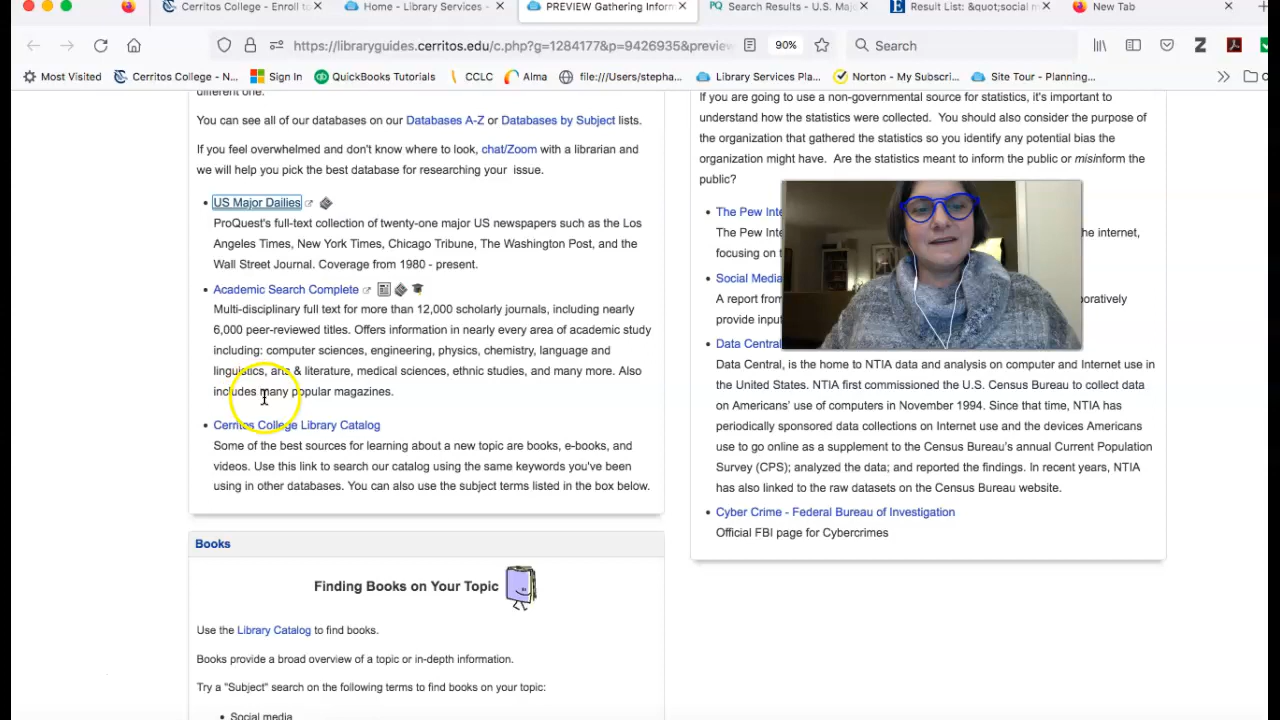 Cerritos College - Enroll to
Home - Library Services -
PREVIEW Gathering Inform
PQ Search Results - U.S. Maj
E Result List: &quot;social m
New Tab
https://libraryguides.cerritos.edu/c.php?g=1284177&p=9426935&preview
90%
Search
Most Visited
Cerritos College - N...
Sign In
QuickBooks Tutorials
CCLC
Alma
file:///Users/stepha...
Library Services Pla...
Norton - My Subscri...
Site Tour - Planning...
different one.
You can see all of our databases on our Databases A-Z or Databases by Subject lists.
If you feel overwhelmed and don't know where to look, chat/Zoom with a librarian and
we will help you pick the best database for researching your issue.
US Major Dailies
ProQuest's full-text collection of twenty-one major US newspapers such as the Los
Angeles Times, New York Times, Chicago Tribune, The Washington Post, and the
Wall Street Journal. Coverage from 1980 - present.
Academic Search Complete
Multi-disciplinary full text for more than 12,000 scholarly journals, including nearly
6,000 peer-reviewed titles. Offers information in nearly every area of academic study
including: computer sciences, engineering, physics, chemistry, language and
linguistics, arts & literature, medical sciences, ethnic studies, and many more. Also
includes many popular magazines.
Cerritos College Library Catalog
Some of the best sources for learning about a new topic are books, e-books, and
videos. Use this link to search our catalog using the same keywords you've been
using in other databases. You can also use the subject terms listed in the box below.
Books
Finding Books on Your Topic
Use the Library Catalog to find books.
Books provide a broad overview of a topic or in-depth information.
Try a "Subject" search on the following terms to find books on your topic:
Social media
If you are going to use a non-governmental source for statistics, it's important to
understand how the statistics were collected. You should also consider the purpose of
the organization that gathered the statistics so you identify any potential bias the
organization might have. Are the statistics meant to inform the public or misinform the
public?
The Pew Inte
The Pew Inte
he internet,
focusing on t
Social Media
A report from
oratively
provide input
Data Central
Data Central, is the home to NTIA data and analysis on computer and Internet use in
the United States. NTIA first commissioned the U.S. Census Bureau to collect data
on Americans' use of computers in November 1994. Since that time, NTIA has
periodically sponsored data collections on Internet use and the devices Americans
use to go online as a supplement to the Census Bureau's annual Current Population
Survey (CPS); analyzed the data; and reported the findings. In recent years, NTIA
has also linked to the raw datasets on the Census Bureau website.
Cyber Crime - Federal Bureau of Investigation
Official FBI page for Cybercrimes